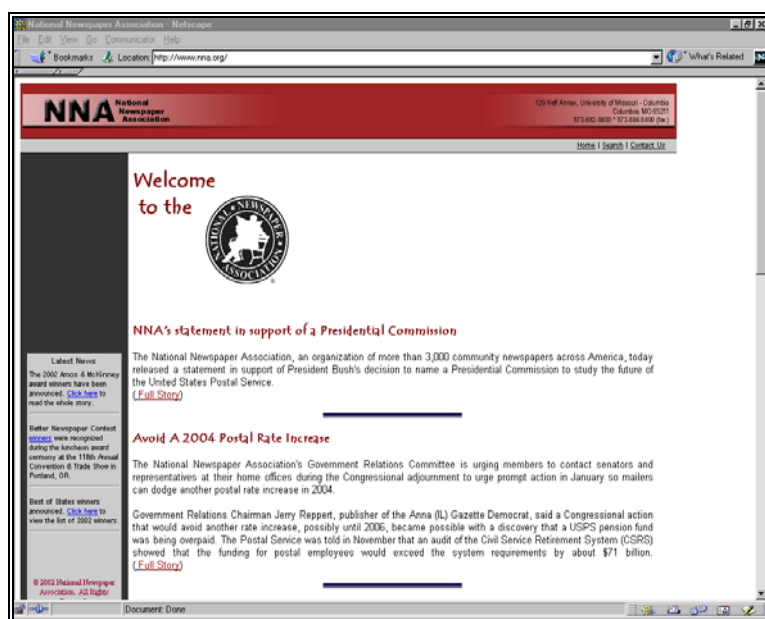 National Newspaper Association - Netscape
File Edit View Go Communicator Help
Bookmarks Location: http://www.nna.org/ What's Related
NNA National
Newspaper
Association
120 Neff Annex, University of Missouri - Columbia
Columbia, MO 65211
573-882-5800 * 573-884-5490 (fax)
Home | Search | Contact Us
Welcome
to the
NATIONAL NEWSPAPER ASSOCIATION
NNA's statement in support of a Presidential Commission
The National Newspaper Association, an organization of more than 3,000 community newspapers across America, today
released a statement in support of President Bush's decision to name a Presidential Commission to study the future of
the United States Postal Service.
( Full Story)
Avoid A 2004 Postal Rate Increase
The National Newspaper Association's Government Relations Committee is urging members to contact senators and
representatives at their home offices during the Congressional adjournment to urge prompt action in January so mailers
can dodge another postal rate increase in 2004.
Government Relations Chairman Jerry Reppert, publisher of the Anna (IL) Gazette Democrat, said a Congressional action
that would avoid another rate increase, possibly until 2006, became possible with a discovery that a USPS pension fund
was being overpaid. The Postal Service was told in November that an audit of the Civil Service Retirement System (CSRS)
showed that the funding for postal employees would exceed the system requirements by about $71 billion.
( Full Story)
Latest News
The 2002 Amos & McKinney
award winners have been
announced. Click here to
read the whole story.
Better Newspaper Contest
winners were recognized
during the luncheon award
cermony at the 116th Annual
Convention & Trade Show in
Portland, OR.
Best of States winners
announced. Click here to
view the list of 2002 winners.
© 2002 National Newspaper
Association. All Rights
Document: Done